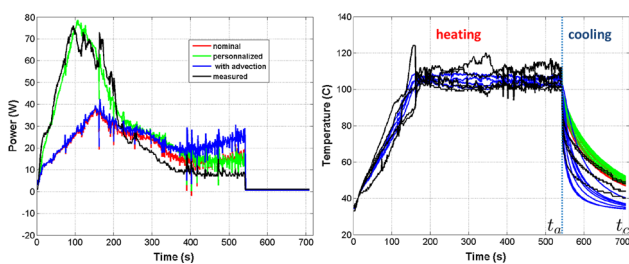 80
70
60
50
40
30
20
10
0
-10
-20
0 100 200 300 400 500 600 700
Power (W)
Time (s)
nominal
personnalized
with advection
measured
140
120
100
80
60
40
20
0 100 200 300 400 500 600 700
Temperature (C)
Time (s)
heating cooling
t_a t_c